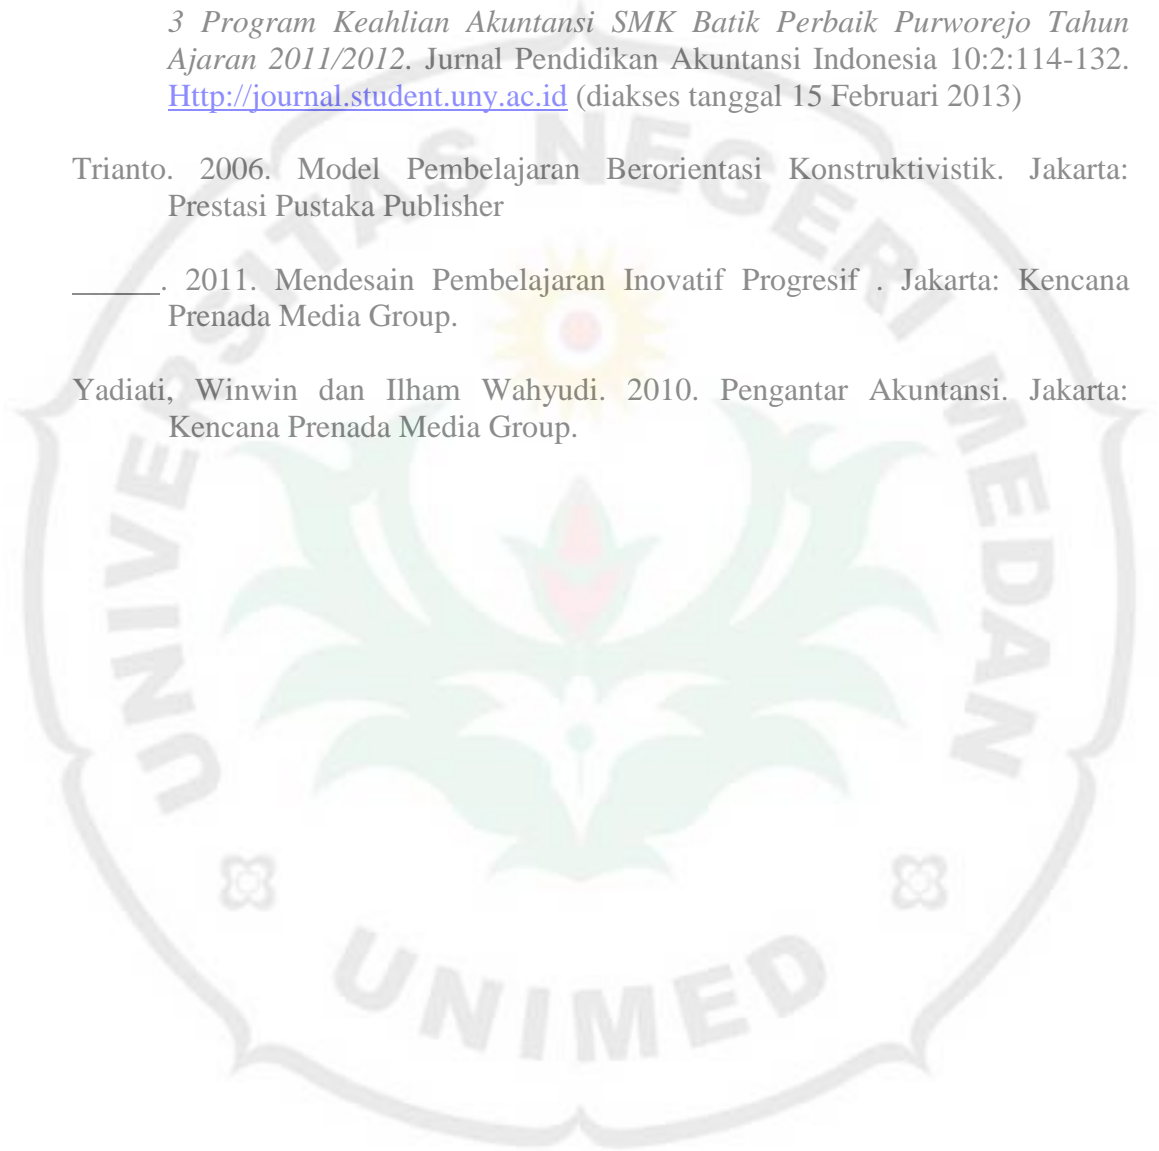 3 Program Keahlian Akuntansi SMK Batik Perbaik Purworejo Tahun
Ajaran 2011/2012. Jurnal Pendidikan Akuntansi Indonesia 10:2:114-132.
Http://journal.student.uny.ac.id (diakses tanggal 15 Februari 2013)
Trianto. 2006. Model Pembelajaran Berorientasi Konstruktivistik. Jakarta:
Prestasi Pustaka Publisher
______. 2011. Mendesain Pembelajaran Inovatif Progresif . Jakarta: Kencana
Prenada Media Group.
Yadiati, Winwin dan Ilham Wahyudi. 2010. Pengantar Akuntansi. Jakarta:
Kencana Prenada Media Group.
UNIVERSITAS NEGERI MEDAN
UNIMED